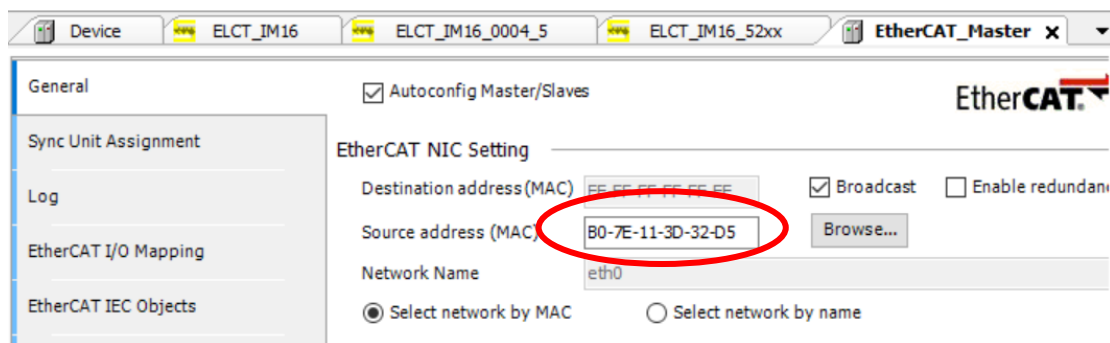 Device ELCT_IM16 ELCT_IM16_0004_5 ELCT_IM16_52xx EtherCAT_Master X
General
Autoconfig Master/Slaves
EtherCAT.
Sync Unit Assignment
EtherCAT NIC Setting
Log
Destination address (MAC) FF-FF-FF-FF-FF-FF Broadcast Enable redundan
Source address (MAC) B0-7E-11-3D-32-D5 Browse...
EtherCAT I/O Mapping
Network Name eth0
EtherCAT IEC Objects
Select network by MAC Select network by name